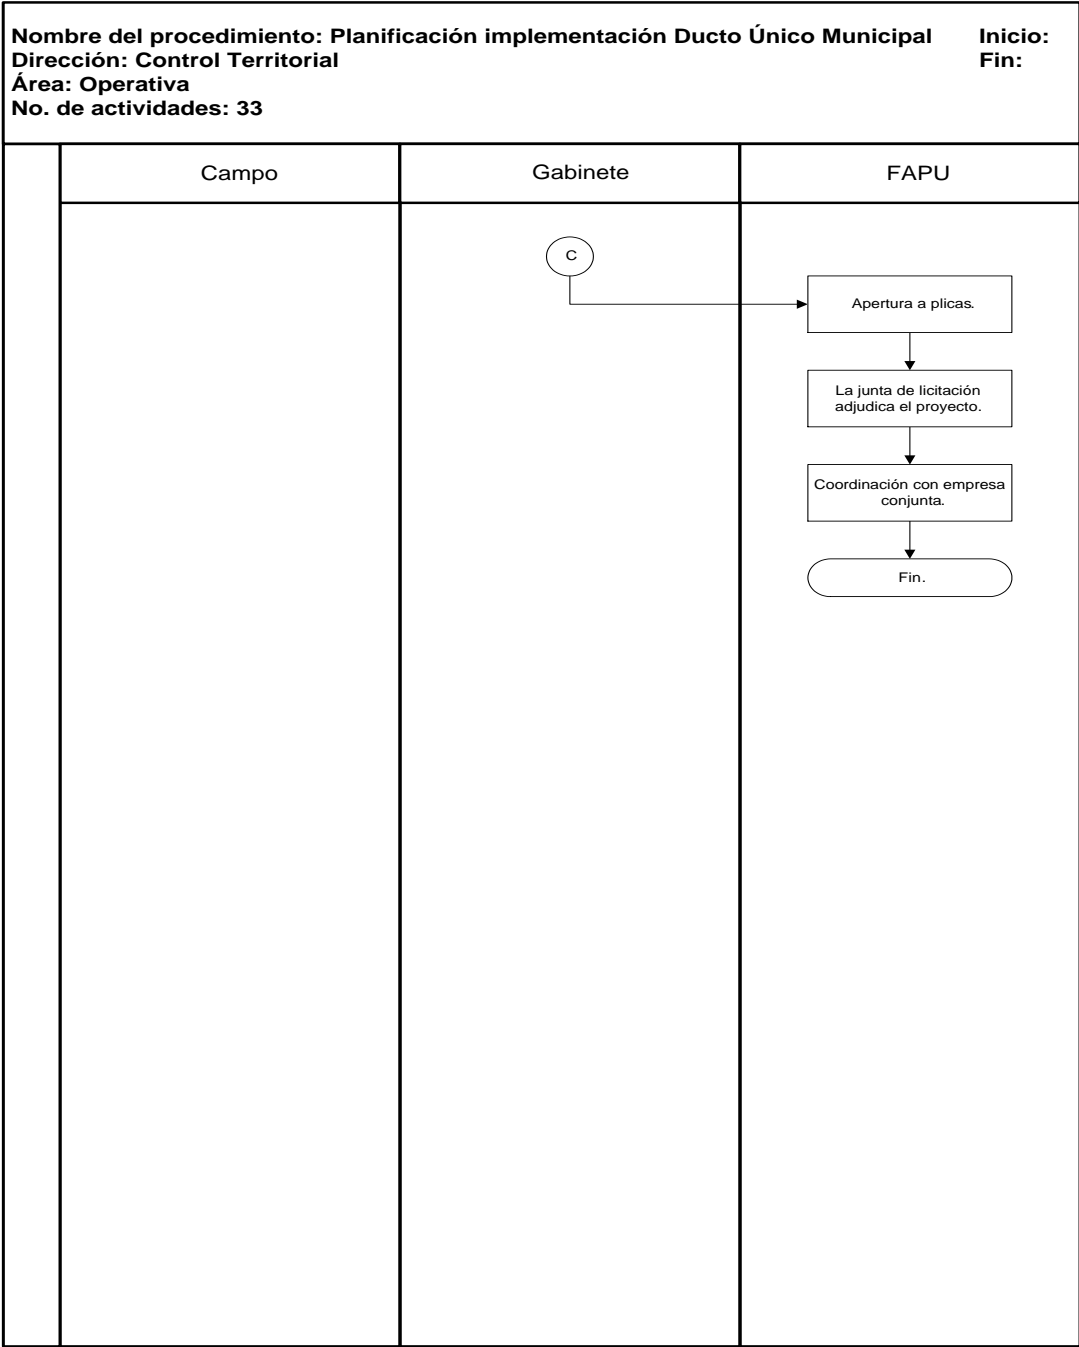 Nombre del procedimiento: Planificación implementación Ducto Único Municipal Inicio:
Dirección: Control Territorial Fin:
Área: Operativa
No. de actividades: 33
Campo Gabinete FAPU
C
Apertura a plicas.
La junta de licitación
adjudica el proyecto.
Coordinación con empresa
conjunta.
Fin.